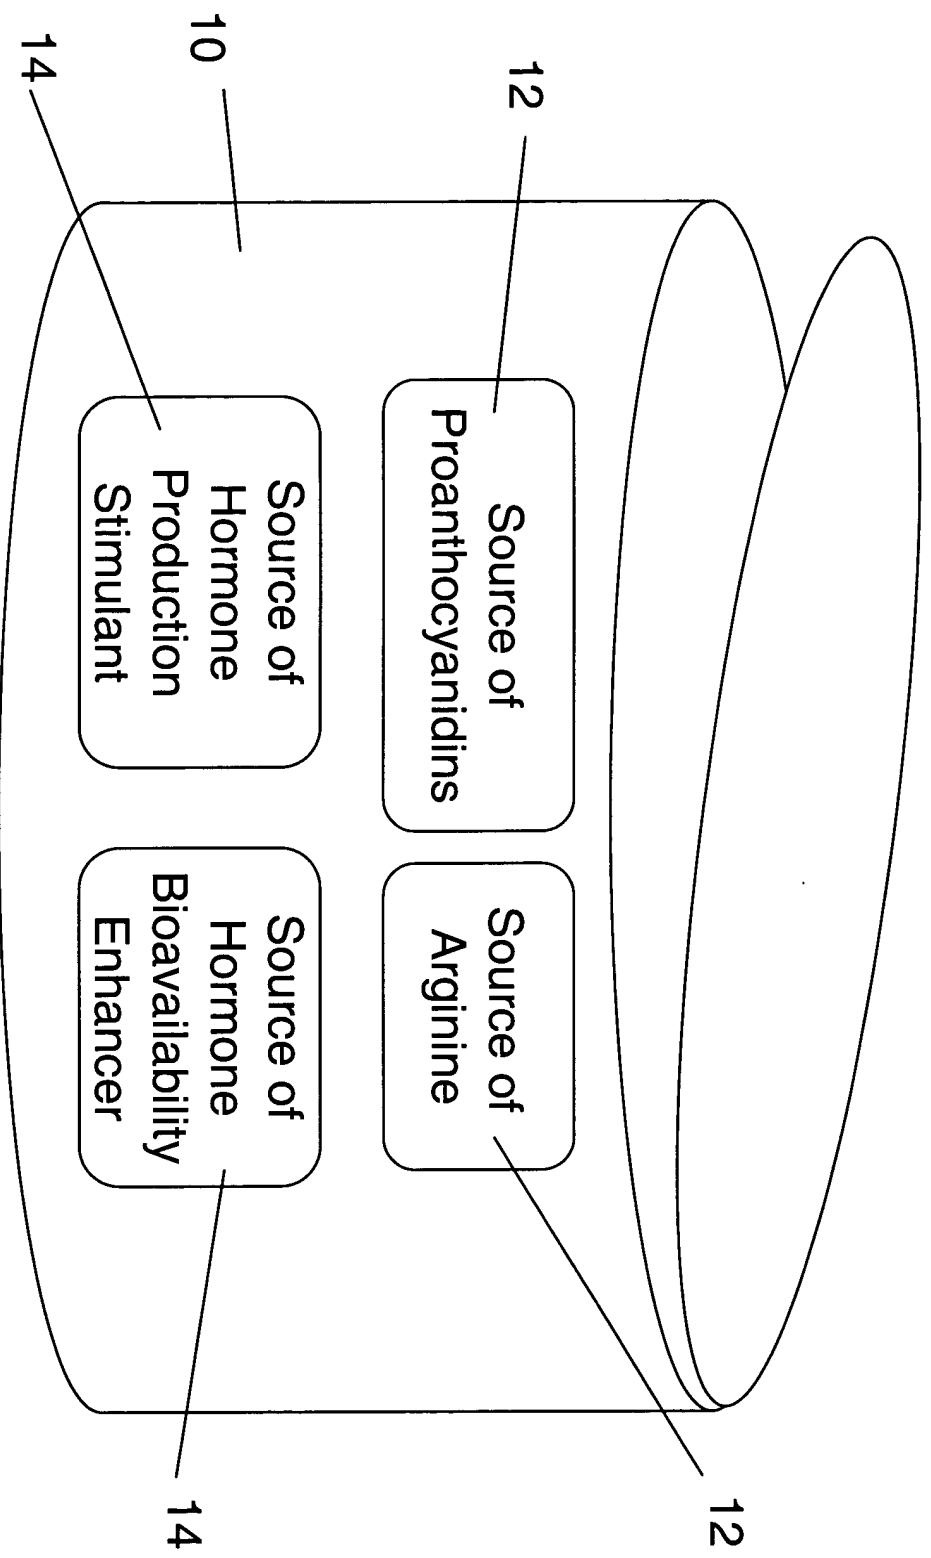 12
10
14
Source of
Proanthocyanidins
Source of
Arginine
Source of
Hormone
Production
Stimulant
Source of
Hormone
Bioavailability
Enhancer
12
14